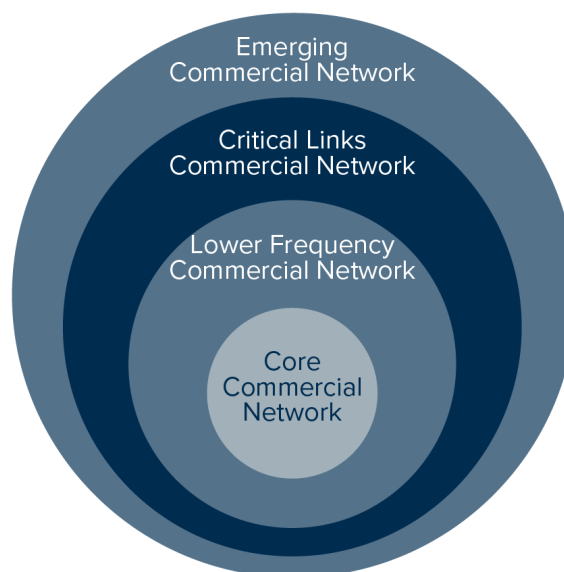 Emerging
Commercial Network
Critical Links
Commercial Network
Lower Frequency
Commercial Network
Core
Commercial
Network